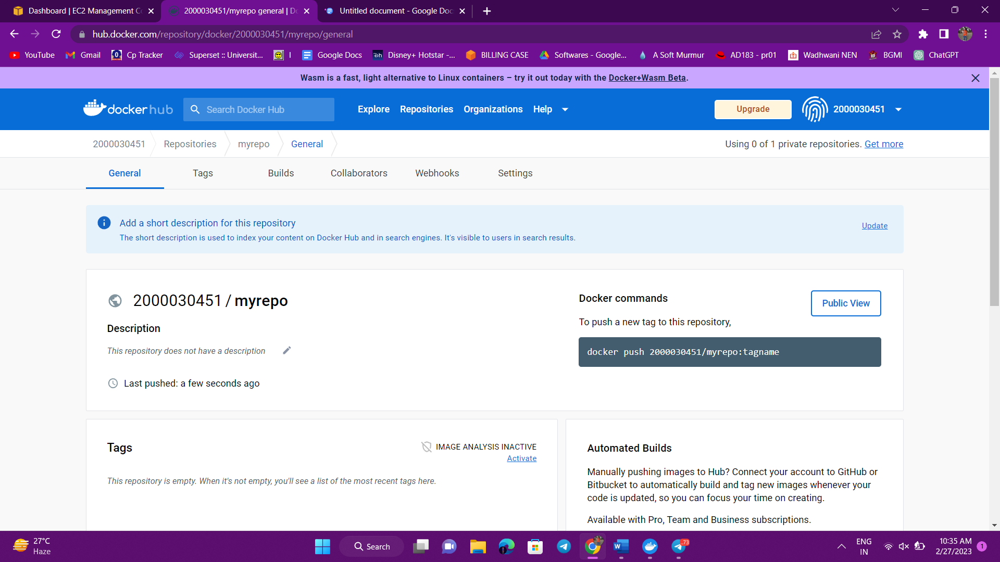 Dashboard | EC2 Management Co
2000030451/myrepo general | Do
Untitled document - Google Doc
hub.docker.com/repository/docker/2000030451/myrepo/general
YouTube
Gmail
Cp Tracker
Superset :: Universit...
I
Google Docs
Disney+ Hotstar -...
BILLING CASE
Softwares - Google...
A Soft Murmur
AD183 - pr01
Wadhwani NEN
BGMI
ChatGPT
Wasm is a fast, light alternative to Linux containers – try it out today with the Docker+Wasm Beta.
docker hub
Search Docker Hub
Explore
Repositories
Organizations
Help
Upgrade
2000030451
2000030451
Repositories
myrepo
General
Using 0 of 1 private repositories. Get more
General
Tags
Builds
Collaborators
Webhooks
Settings
Add a short description for this repository
Update
The short description is used to index your content on Docker Hub and in search engines. It's visible to users in search results.
2000030451 / myrepo
Description
This repository does not have a description
Last pushed: a few seconds ago
Docker commands
Public View
To push a new tag to this repository,
docker push 2000030451/myrepo:tagname
Tags
IMAGE ANALYSIS INACTIVE
Activate
This repository is empty. When it's not empty, you'll see a list of the most recent tags here.
Automated Builds
Manually pushing images to Hub? Connect your account to GitHub or
Bitbucket to automatically build and tag new images whenever your
code is updated, so you can focus your time on creating.
Available with Pro, Team and Business subscriptions.
27°C
Haze
Search
..73
ENG
IN
10:35 AM
2/27/2023
1